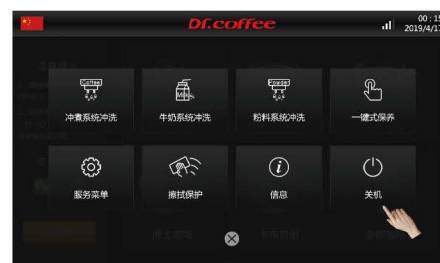 Dr.coffee
00 : 15
2019/4/17
Coffee
Powder
冲煮系统冲洗
牛奶系统冲洗
粉料系统冲洗
一键式保养
服务菜单
擦拭保护
信息
关机